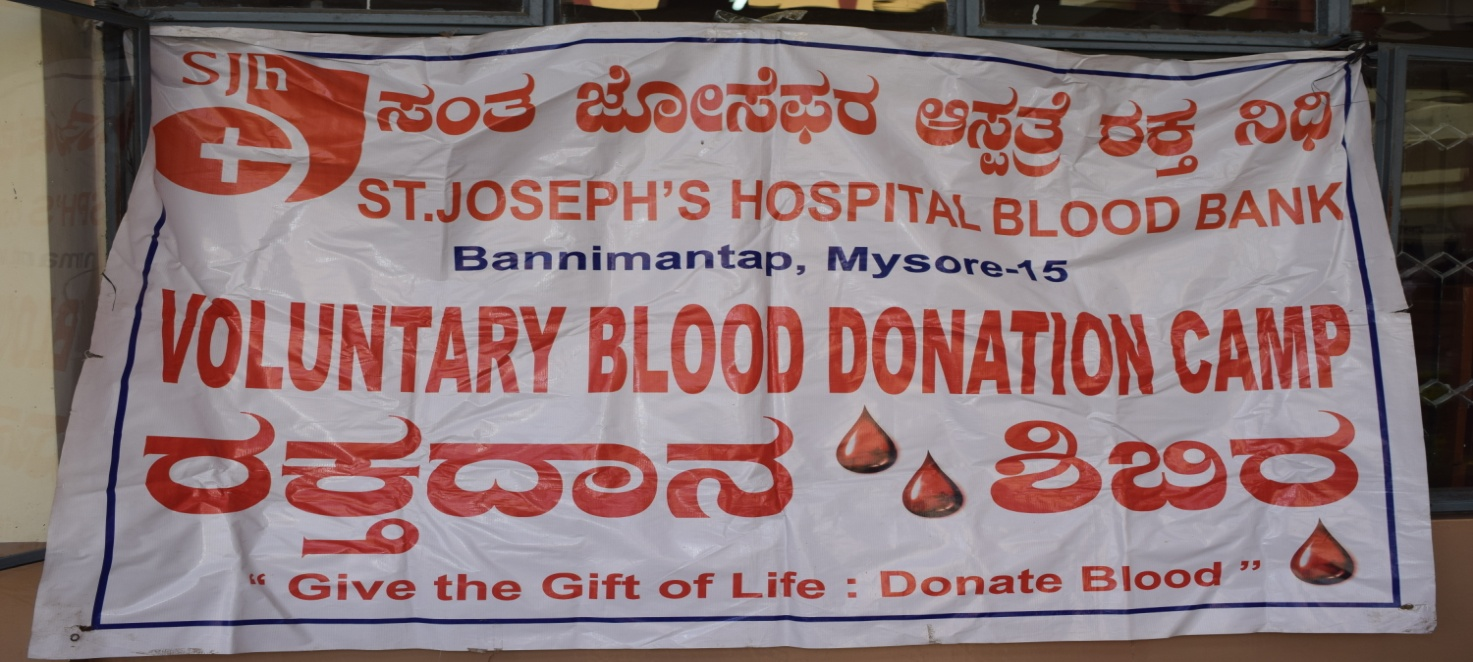 SJh
ಸಂತ ಜೋಸೆಫರ ಆಸ್ಪತ್ರೆ ರಕ್ತ ನಿಧಿ
ST.JOSEPH'S HOSPITAL BLOOD BANK
Bannimantap, Mysore-15
VOLUNTARY BLOOD DONATION CAMP
ರಕ್ತದಾನ ಶಿಬಿರ
“ Give the Gift of Life : Donate Blood ”